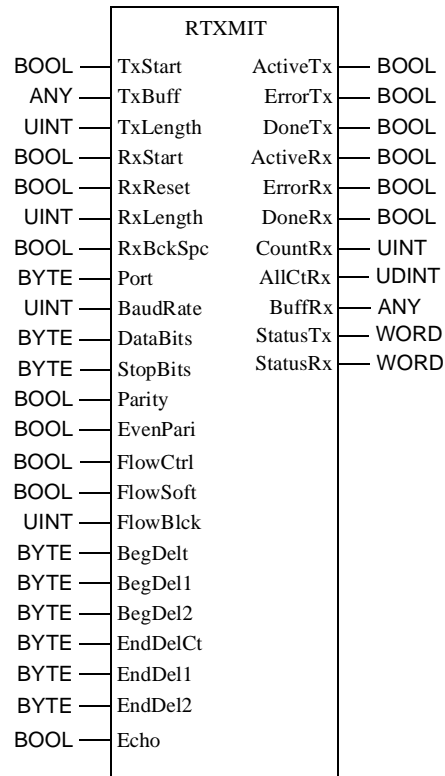 RTXMIT
BOOL TxStart ActiveTx BOOL
ANY TxBuff ErrorTx BOOL
UINT TxLength DoneTx BOOL
BOOL RxStart ActiveRx BOOL
BOOL RxReset ErrorRx BOOL
UINT RxLength DoneRx BOOL
BOOL RxBckSpc CountRx UINT
BYTE Port AllCtRx UDINT
UINT BaudRate BuffRx ANY
BYTE DataBits StatusTx WORD
BYTE StopBits StatusRx WORD
BOOL Parity
BOOL EvenPari
BOOL FlowCtrl
BOOL FlowSoft
UINT FlowBlck
BYTE BegDelt
BYTE BegDel1
BYTE BegDel2
BYTE EndDelCt
BYTE EndDel1
BYTE EndDel2
BOOL Echo